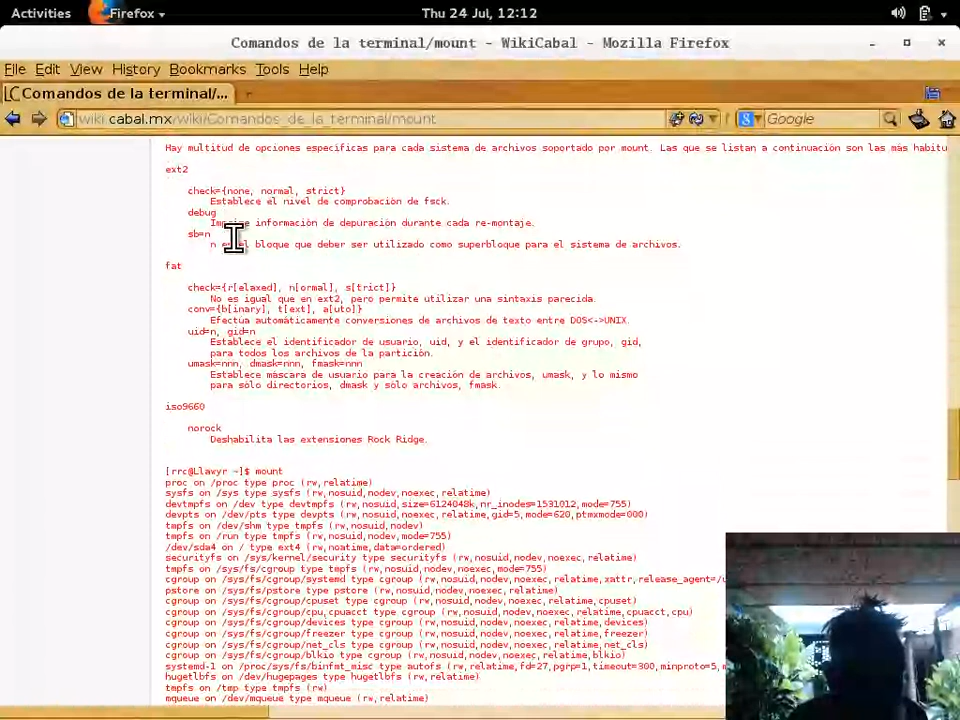 Activities
Firefox
Thu 24 Jul, 12:12
Comandos de la terminal/mount - WikiCabal - Mozilla Firefox
File Edit View History Bookmarks Tools Help
Comandos de la terminal/...
wiki.cabal.mx/wiki/Comandos_de_la_terminal/mount
Google
Hay multitud de opciones específicas para cada sistema de archivos soportado por mount. Las que se listan a continuación son las más habitu
ext2
check={none, normal, strict}
Establece el nivel de comprobación de fsck.
debug
información de depuración durante cada re-montaje.
sb=n
n bloque que deber ser utilizado como superbloque para el sistema de archivos.
fat
check={r[elaxed], n[ormal], s[trict]}
No es igual que en ext2, pero permite utilizar una sintaxis parecida.
conv={b[inary], t[ext], a[uto]}
Efectúa automáticamente conversiones de archivos de texto entre DOS<->UNIX.
uid=n, gid=n
Establece el identificador de usuario, uid, y el identificador de grupo, gid,
para todos los archivos de la partición.
umask=nnn, dmask=nnn, fmask=nnn
Establece máscara de usuario para la creación de archivos, umask, y lo mismo
para sólo directorios, dmask y sólo archivos, fmask.
iso9660
norock
Deshabilita las extensiones Rock Ridge.
[rrc@Llawyr ~]$ mount
proc on /proc type proc (rw,relatime)
sysfs on /sys type sysfs (rw,nosuid,nodev,noexec,relatime)
devtmpfs on /dev type devtmpfs (rw,nosuid,size=6124048k,nr_inodes=1531012,mode=755)
devpts on /dev/pts type devpts (rw,nosuid,noexec,relatime,gid=5,mode=620,ptmxmode=000)
tmpfs on /dev/shm type tmpfs (rw,nosuid,nodev)
tmpfs on /run type tmpfs (rw,nosuid,nodev,mode=755)
/dev/sda4 on / type ext4 (rw,noatime,data=ordered)
securityfs on /sys/kernel/security type securityfs (rw,nosuid,nodev,noexec,relatime)
tmpfs on /sys/fs/cgroup type tmpfs (rw,nosuid,nodev,noexec,mode=755)
cgroup on /sys/fs/cgroup/systemd type cgroup (rw,nosuid,nodev,noexec,relatime,xattr,release_agent=/u
pstore on /sys/fs/pstore type pstore (rw,nosuid,nodev,noexec,relatime)
cgroup on /sys/fs/cgroup/cpuset type cgroup (rw,nosuid,nodev,noexec,relatime,cpuset)
cgroup on /sys/fs/cgroup/cpu,cpuacct type cgroup (rw,nosuid,nodev,noexec,relatime,cpuacct,cpu)
cgroup on /sys/fs/cgroup/devices type cgroup (rw,nosuid,nodev,noexec,relatime,devices)
cgroup on /sys/fs/cgroup/freezer type cgroup (rw,nosuid,nodev,noexec,relatime,freezer)
cgroup on /sys/fs/cgroup/net_cls type cgroup (rw,nosuid,nodev,noexec,relatime,net_cls)
cgroup on /sys/fs/cgroup/blkio type cgroup (rw,nosuid,nodev,noexec,relatime,blkio)
systemd-1 on /proc/sys/fs/binfmt_misc type autofs (rw,relatime,fd=27,pgrp=1,timeout=300,minproto=5,m
hugetlbfs on /dev/hugepages type hugetlbfs (rw,relatime)
tmpfs on /tmp type tmpfs (rw)
mqueue on /dev/mqueue type mqueue (rw,relatime)